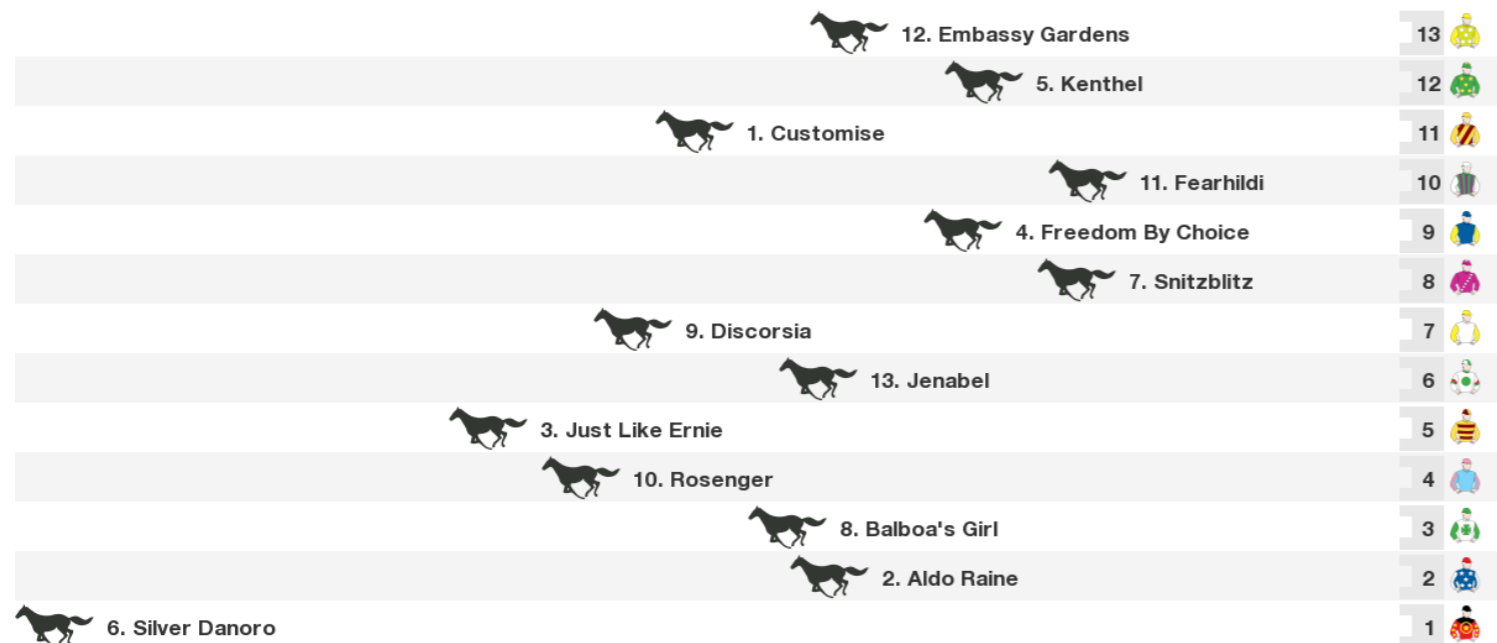 12. Embassy Gardens 13
5. Kenthel 12
1. Customise 11
11. Fearhildi 10
4. Freedom By Choice 9
7. Snitzblitz 8
9. Discorsia 7
13. Jenabel 6
3. Just Like Ernie 5
10. Rosenger 4
8. Balboa's Girl 3
2. Aldo Raine 2
6. Silver Danoro 1